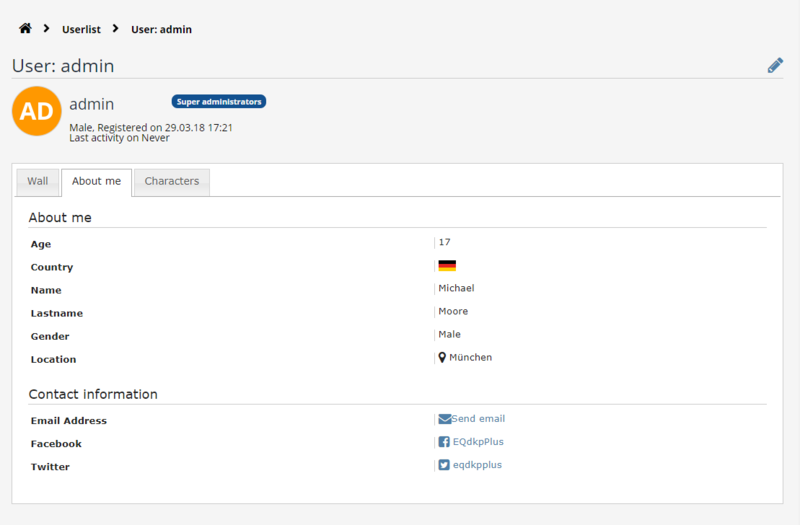 Userlist User: admin
User: admin
AD
admin Super administrators
Male, Registered on 29.03.18 17:21
Last activity on Never
Wall About me Characters
About me
Age 17
Country
Name Michael
Lastname Moore
Gender Male
Location München
Contact information
Email Address Send email
Facebook EQdkpPlus
Twitter eqdkpplus